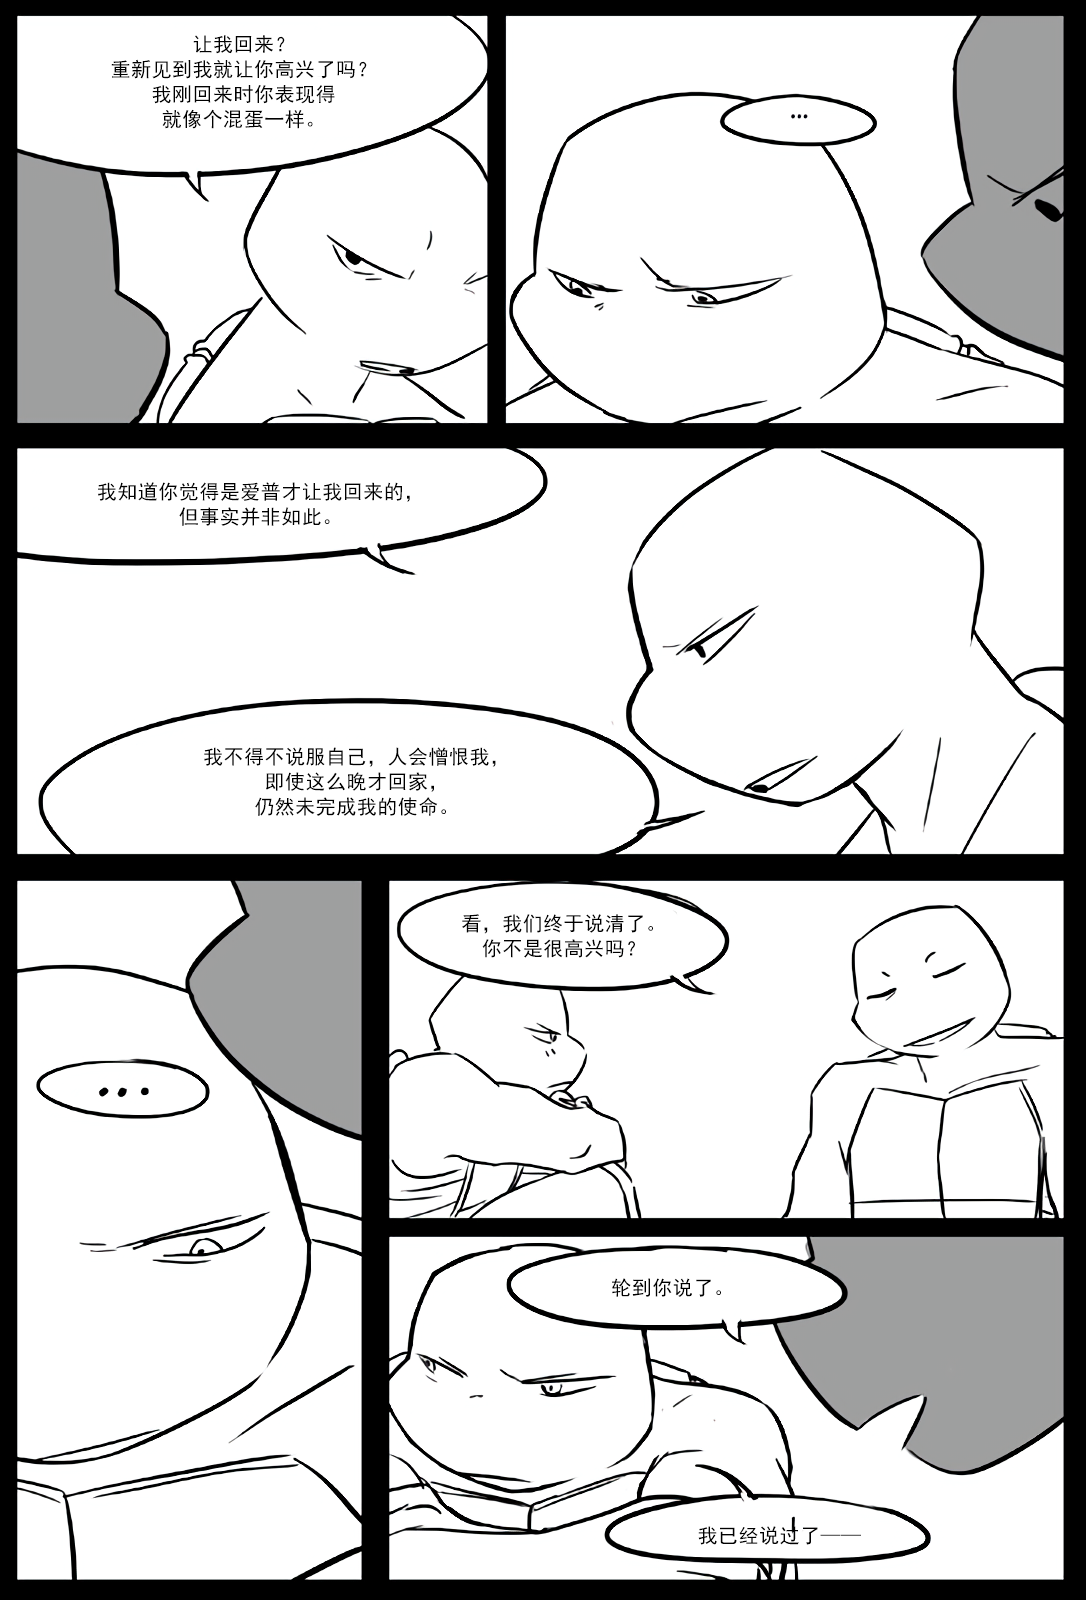 让我回来？
重新见到我就让你高兴了吗？
我刚回来时你表现得
就像个混蛋一样。
…
我知道你觉得是爱普才让我回来的，
但事实并非如此。
我不得不说服自己，人会憎恨我，
即使这么晚才回家，
仍然未完成我的使命。
...
看，我们终于说清了。
你不是很高兴吗？
轮到你说了。
我已经说过了——